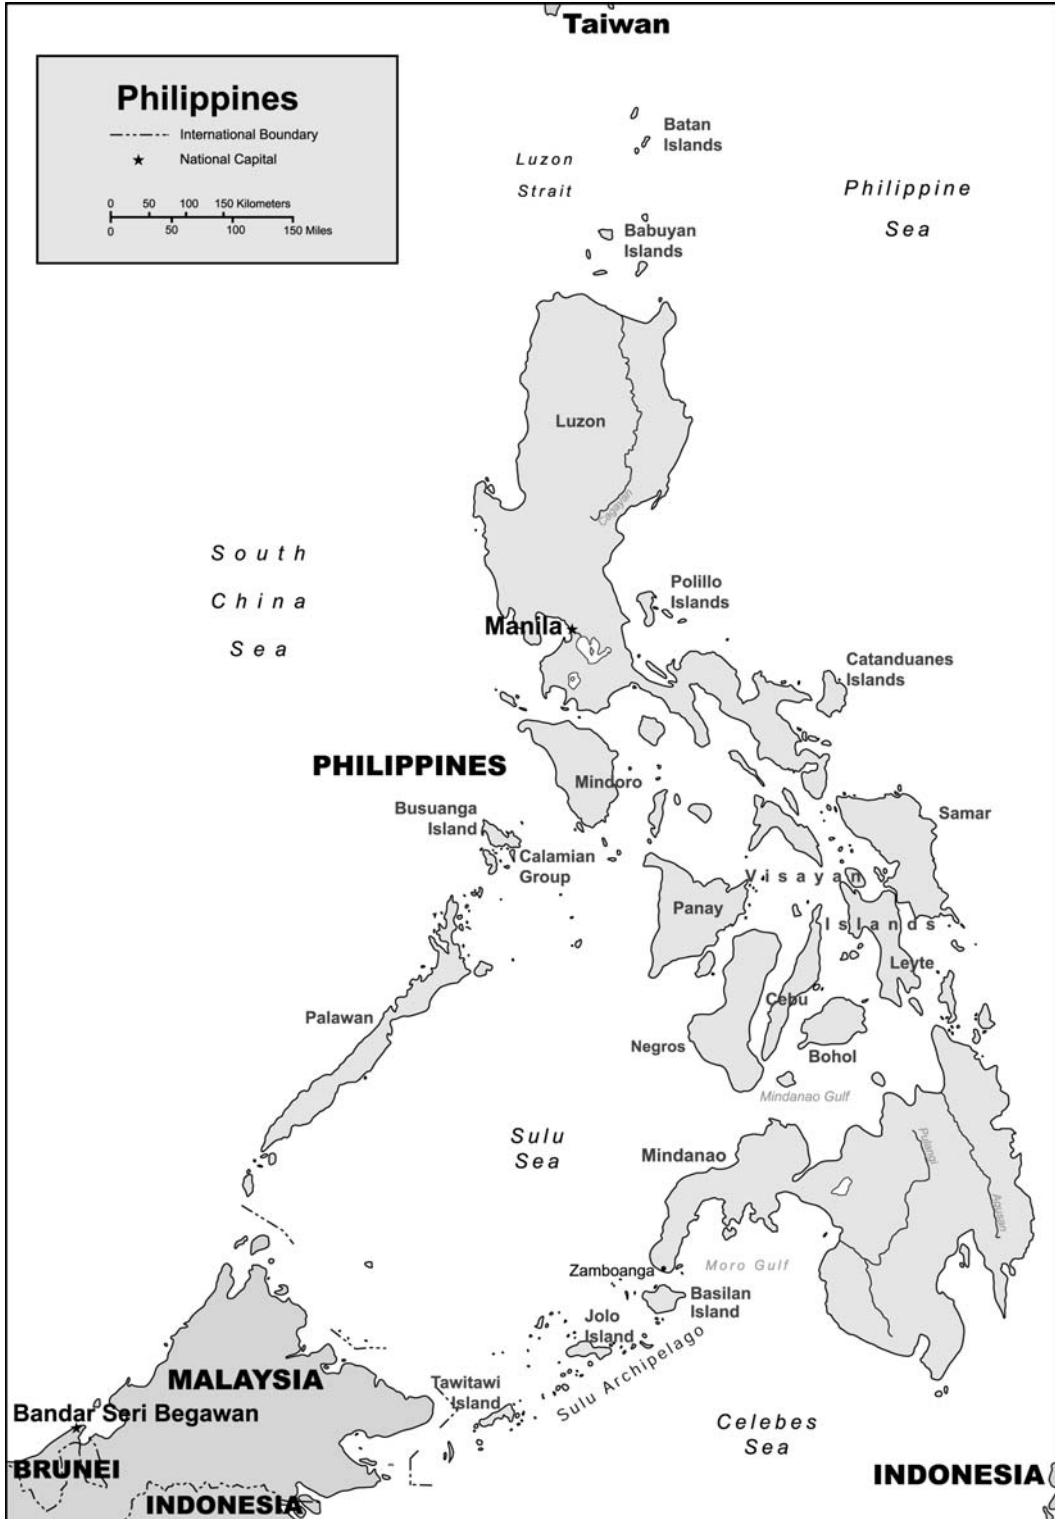 Taiwan
Philippines
International Boundary
National Capital
0 50 100 150 Kilometers
0 50 100 150 Miles
Batan
Islands
Luzon
Strait
Philippine
Sea
Babuyan
Islands
Luzon
Cagayan
South
China
Sea
Polillo
Islands
Manila
Catanduanes
Islands
PHILIPPINES
Mindoro
Busuanga
Island
Samar
Calamian
Group
Visayan
Islands
Panay
Leyte
Palawan
Cebu
Negros
Bohol
Mindanao Gulf
Sulu
Sea
Mindanao
Pulangi
Agusan
Zamboanga
Moro Gulf
Basilan
Island
Jolo
Island
Sulu Archipelago
MALAYSIA
Tawitawi
Island
Bandar Seri Begawan
Celebes
Sea
BRUNEI
INDONESIA
INDONESIA